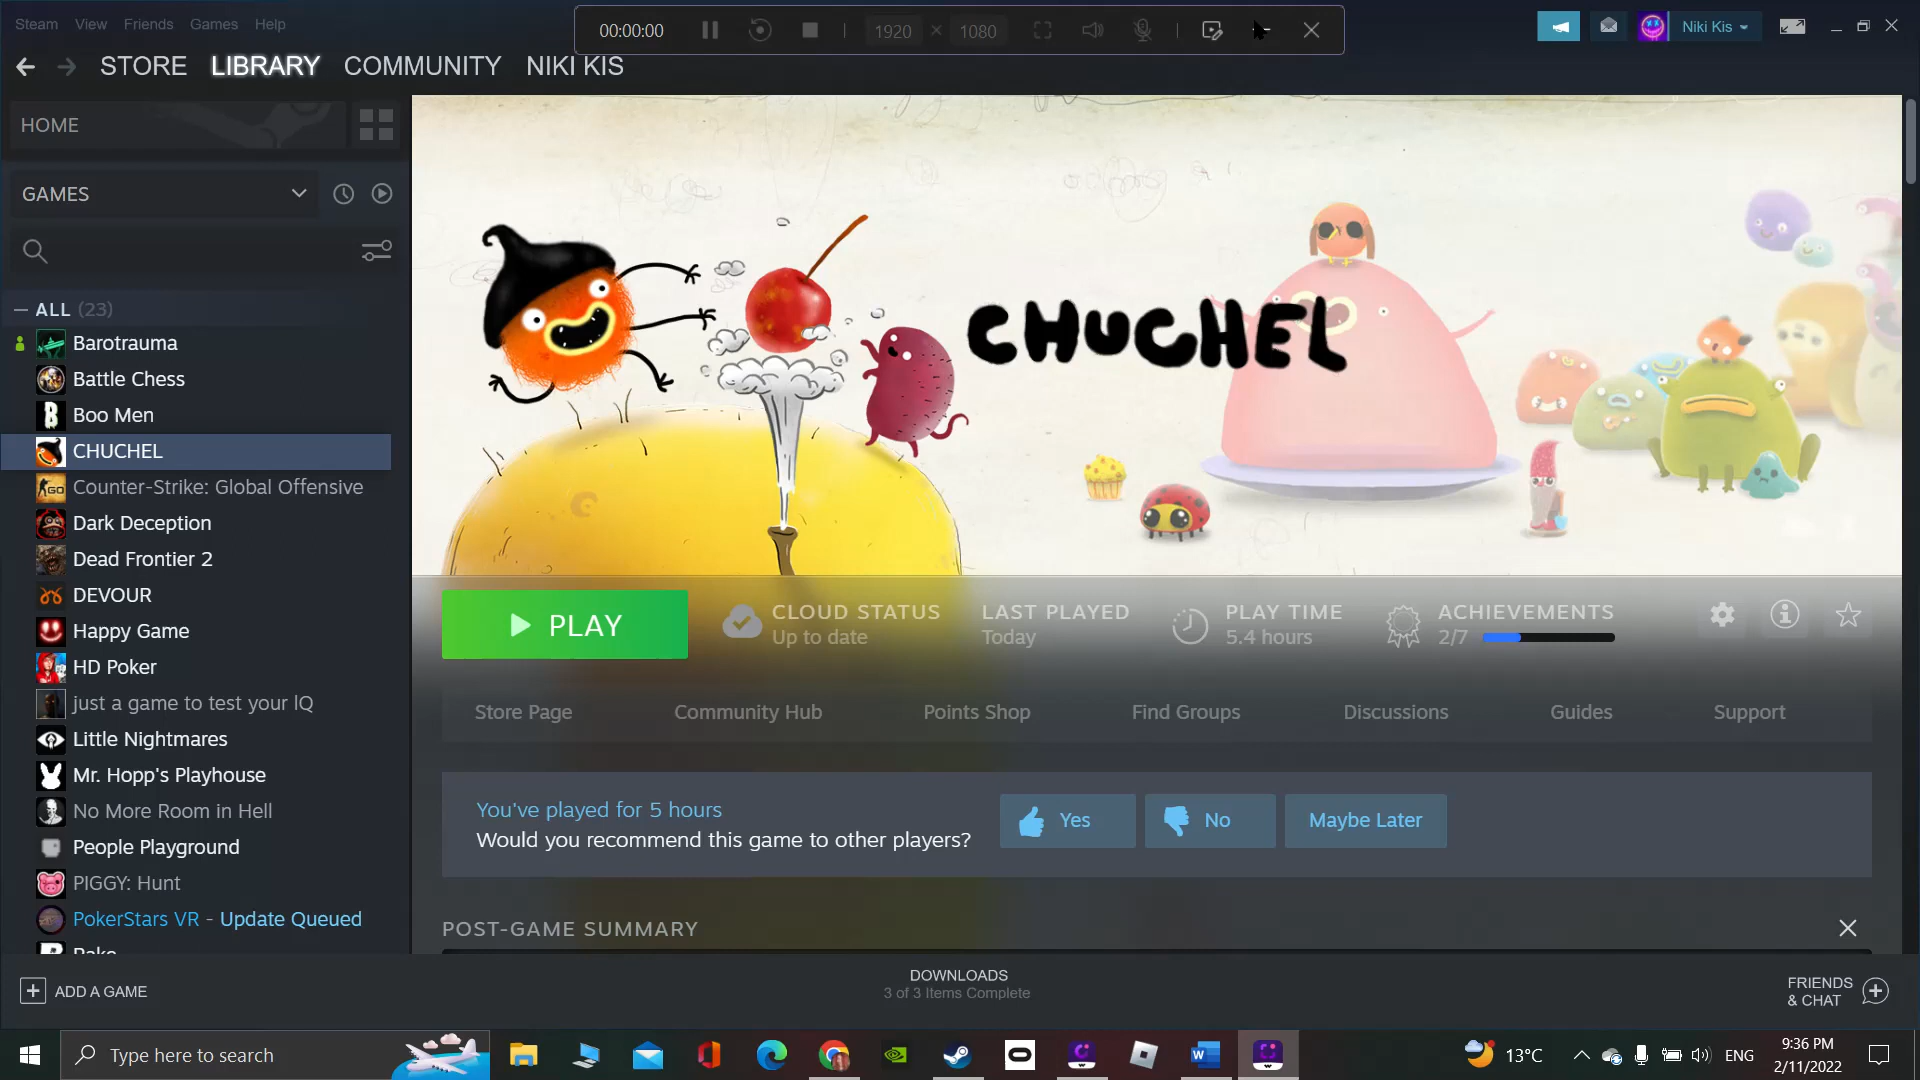 Steam View Friends Games Help
00:00:00 1920 × 1080
Niki Kis
STORE LIBRARY COMMUNITY NIKI KIS
HOME
GAMES
ALL (23)
Barotrauma
Battle Chess
Boo Men
CHUCHEL
Counter-Strike: Global Offensive
Dark Deception
Dead Frontier 2
DEVOUR
Happy Game
HD Poker
just a game to test your IQ
Little Nightmares
Mr. Hopp's Playhouse
No More Room in Hell
People Playground
PIGGY: Hunt
PokerStars VR - Update Queued
CHUCHEL
PLAY
CLOUD STATUS
Up to date
LAST PLAYED
Today
PLAY TIME
5.4 hours
ACHIEVEMENTS
2/7
Store Page Community Hub Points Shop Find Groups Discussions Guides Support
You've played for 5 hours
Would you recommend this game to other players?
Yes No Maybe Later
POST-GAME SUMMARY
ADD A GAME
DOWNLOADS
3 of 3 Items Complete
FRIENDS
& CHAT
Type here to search
13°C
ENG
9:36 PM
2/11/2022